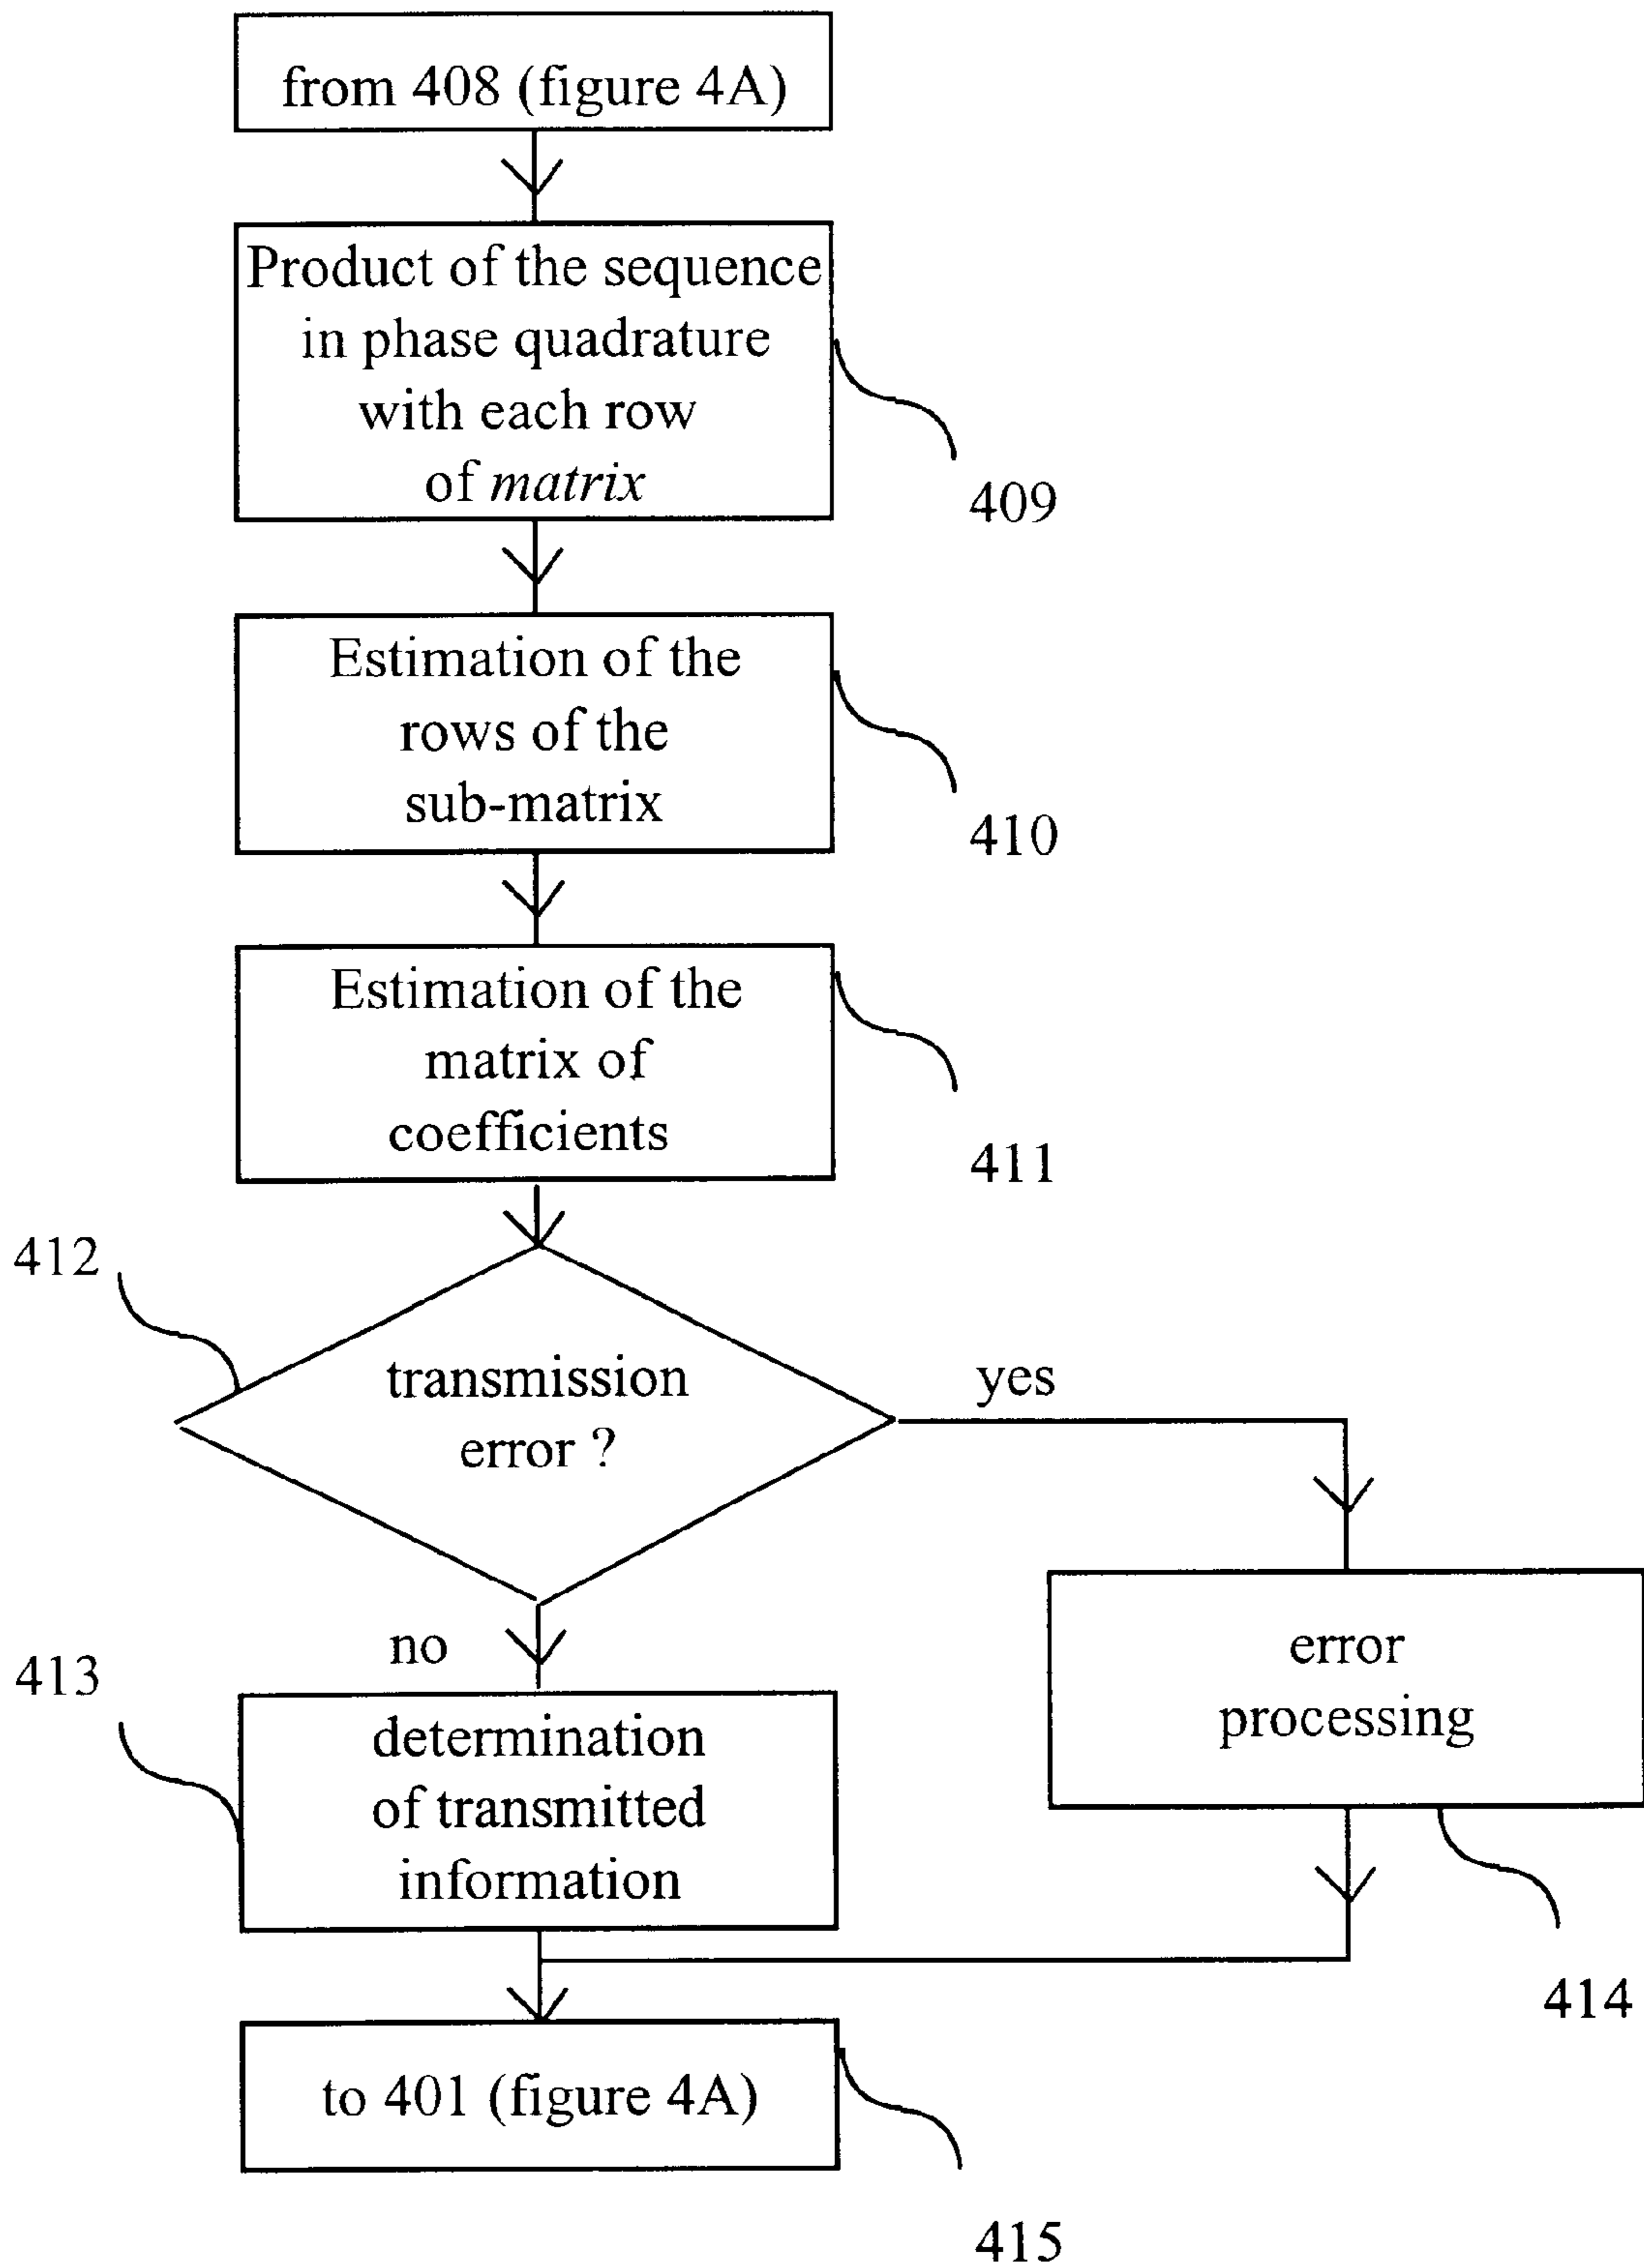 from 408 (figure 4A)
Product of the sequence
in phase quadrature
with each row
of matrix
409
Estimation of the
rows of the
sub-matrix
410
Estimation of the
matrix of
coefficients
411
412
transmission
error ?
yes
no
413
determination
of transmitted
information
error
processing
414
to 401 (figure 4A)
415